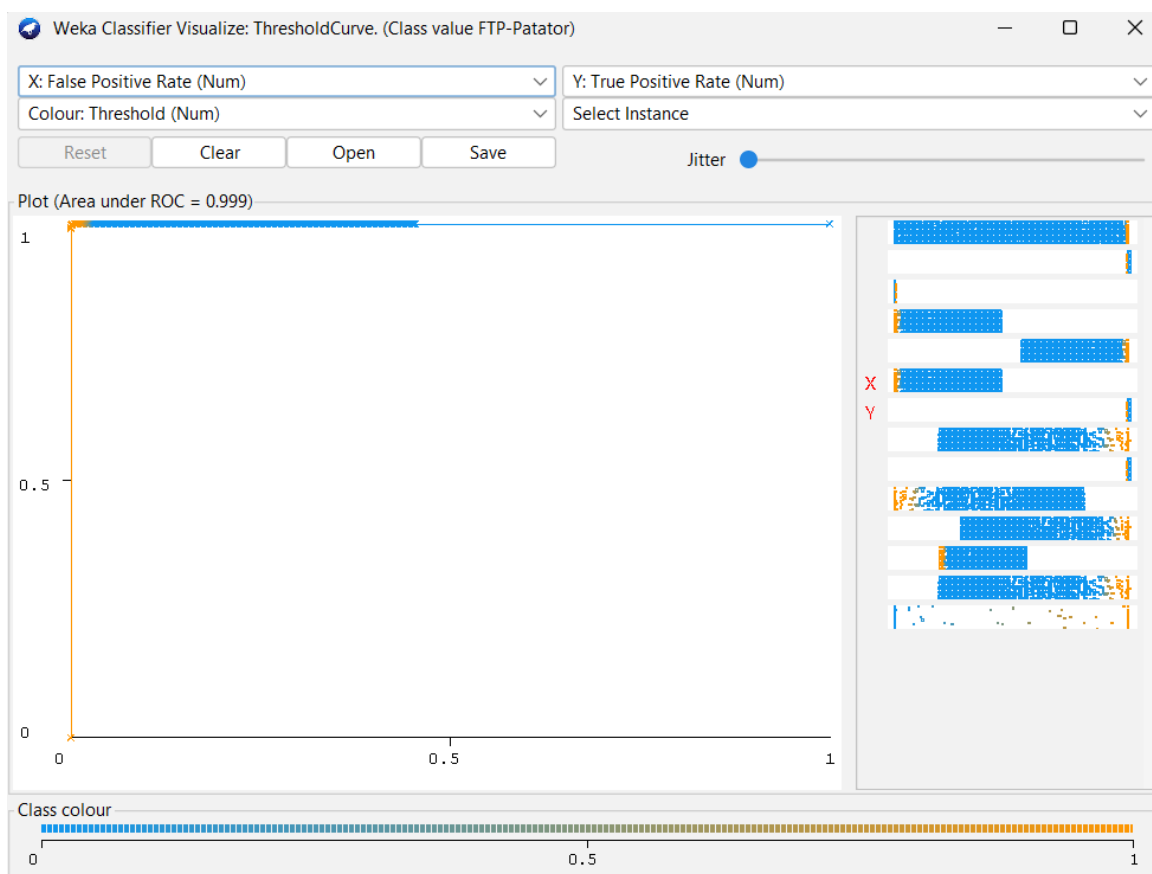 Weka Classifier Visualize: ThresholdCurve. (Class value FTP-Patator)
X: False Positive Rate (Num) Y: True Positive Rate (Num)
Colour: Threshold (Num) Select Instance
Reset Clear Open Save Jitter
Plot (Area under ROC = 0.999)
1
X
Y
0.5
0
0 0.5 1
Class colour
0 0.5 1